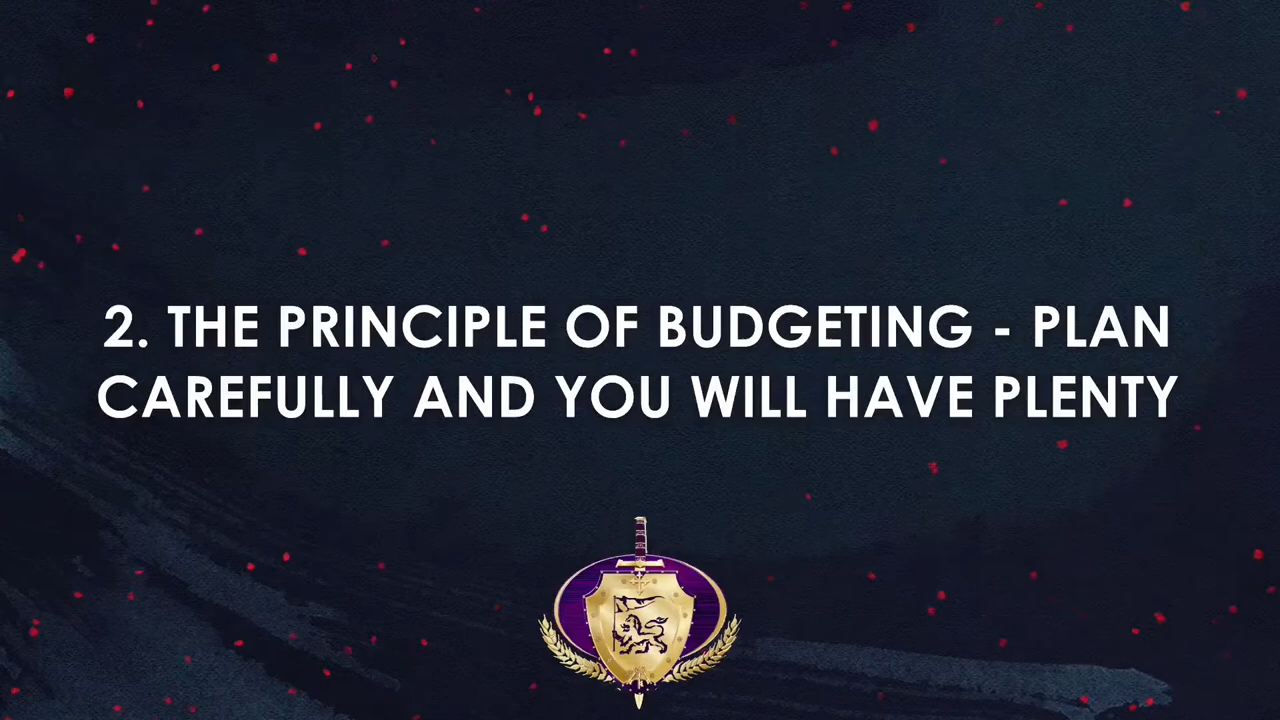 2. THE PRINCIPLE OF BUDGETING - PLAN
CAREFULLY AND YOU WILL HAVE PLENTY